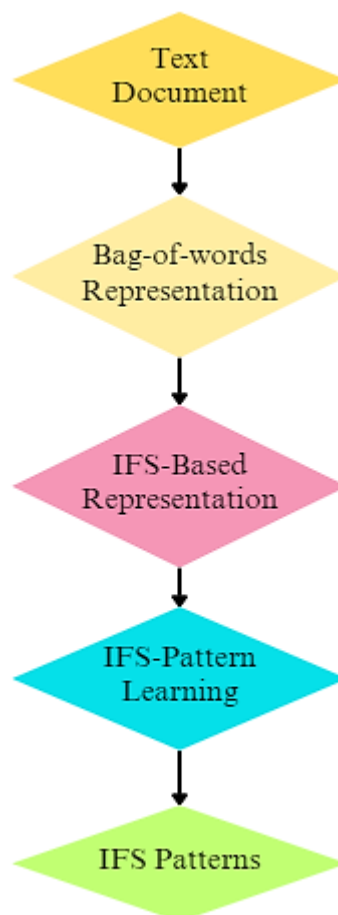 Text
Document
Bag-of-words
Representation
IFS-Based
Representation
IFS-Pattern
Learning
IFS Patterns